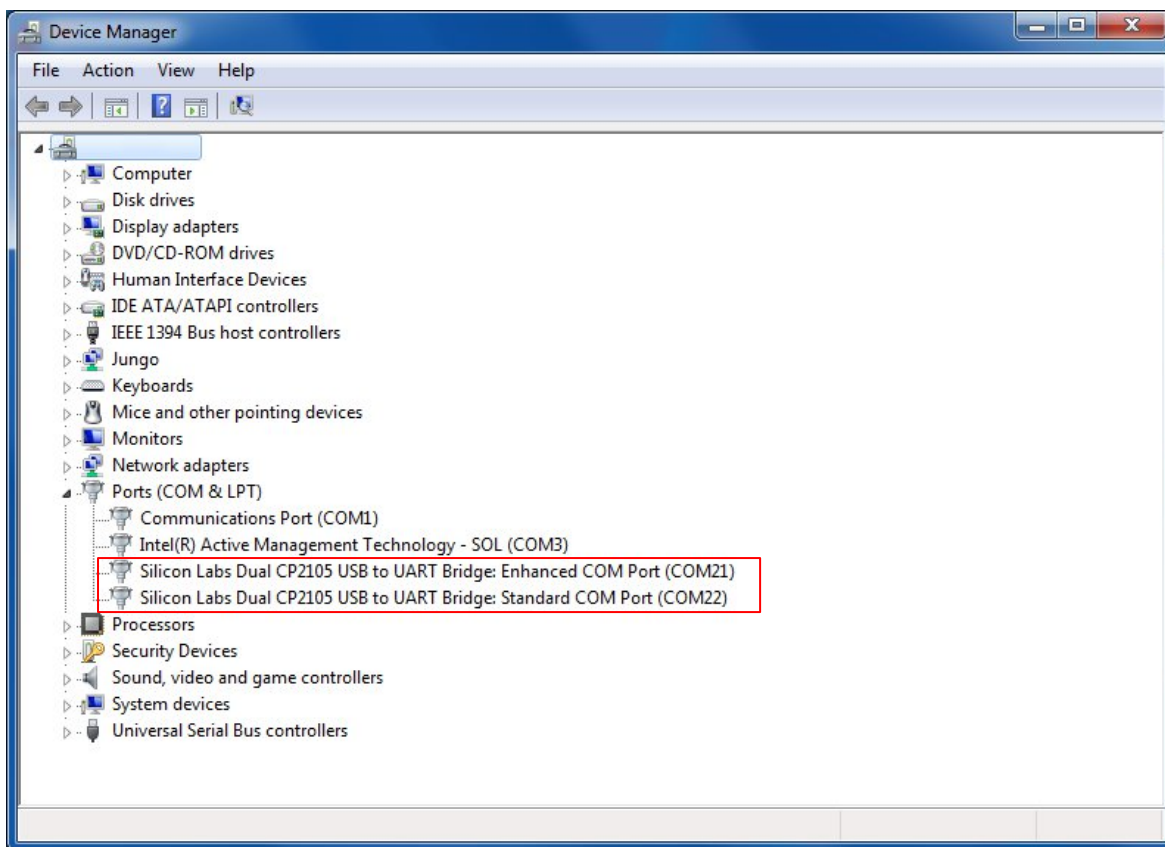 Device Manager
File Action View Help
Computer
Disk drives
Display adapters
DVD/CD-ROM drives
Human Interface Devices
IDE ATA/ATAPI controllers
IEEE 1394 Bus host controllers
Jungo
Keyboards
Mice and other pointing devices
Monitors
Network adapters
Ports (COM & LPT)
Communications Port (COM1)
Intel(R) Active Management Technology - SOL (COM3)
Silicon Labs Dual CP2105 USB to UART Bridge: Enhanced COM Port (COM21)
Silicon Labs Dual CP2105 USB to UART Bridge: Standard COM Port (COM22)
Processors
Security Devices
Sound, video and game controllers
System devices
Universal Serial Bus controllers